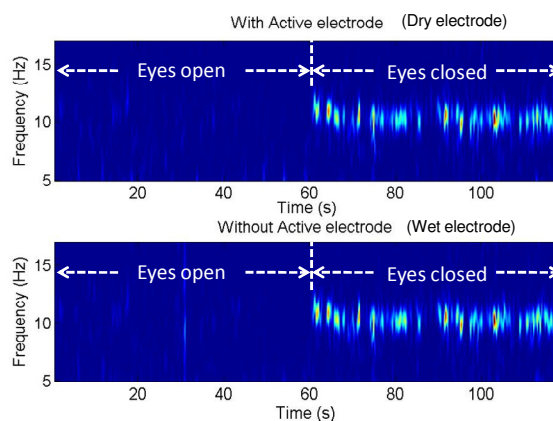 With Active electrode (Dry electrode)
15
Eyes open
Eyes closed
10
5
Frequency (Hz)
20 40 60 80 100
Time (s)
Without Active electrode (Wet electrode)
15
Eyes open
Eyes closed
10
5
Frequency (Hz)
20 40 60 80 100
Time (s)